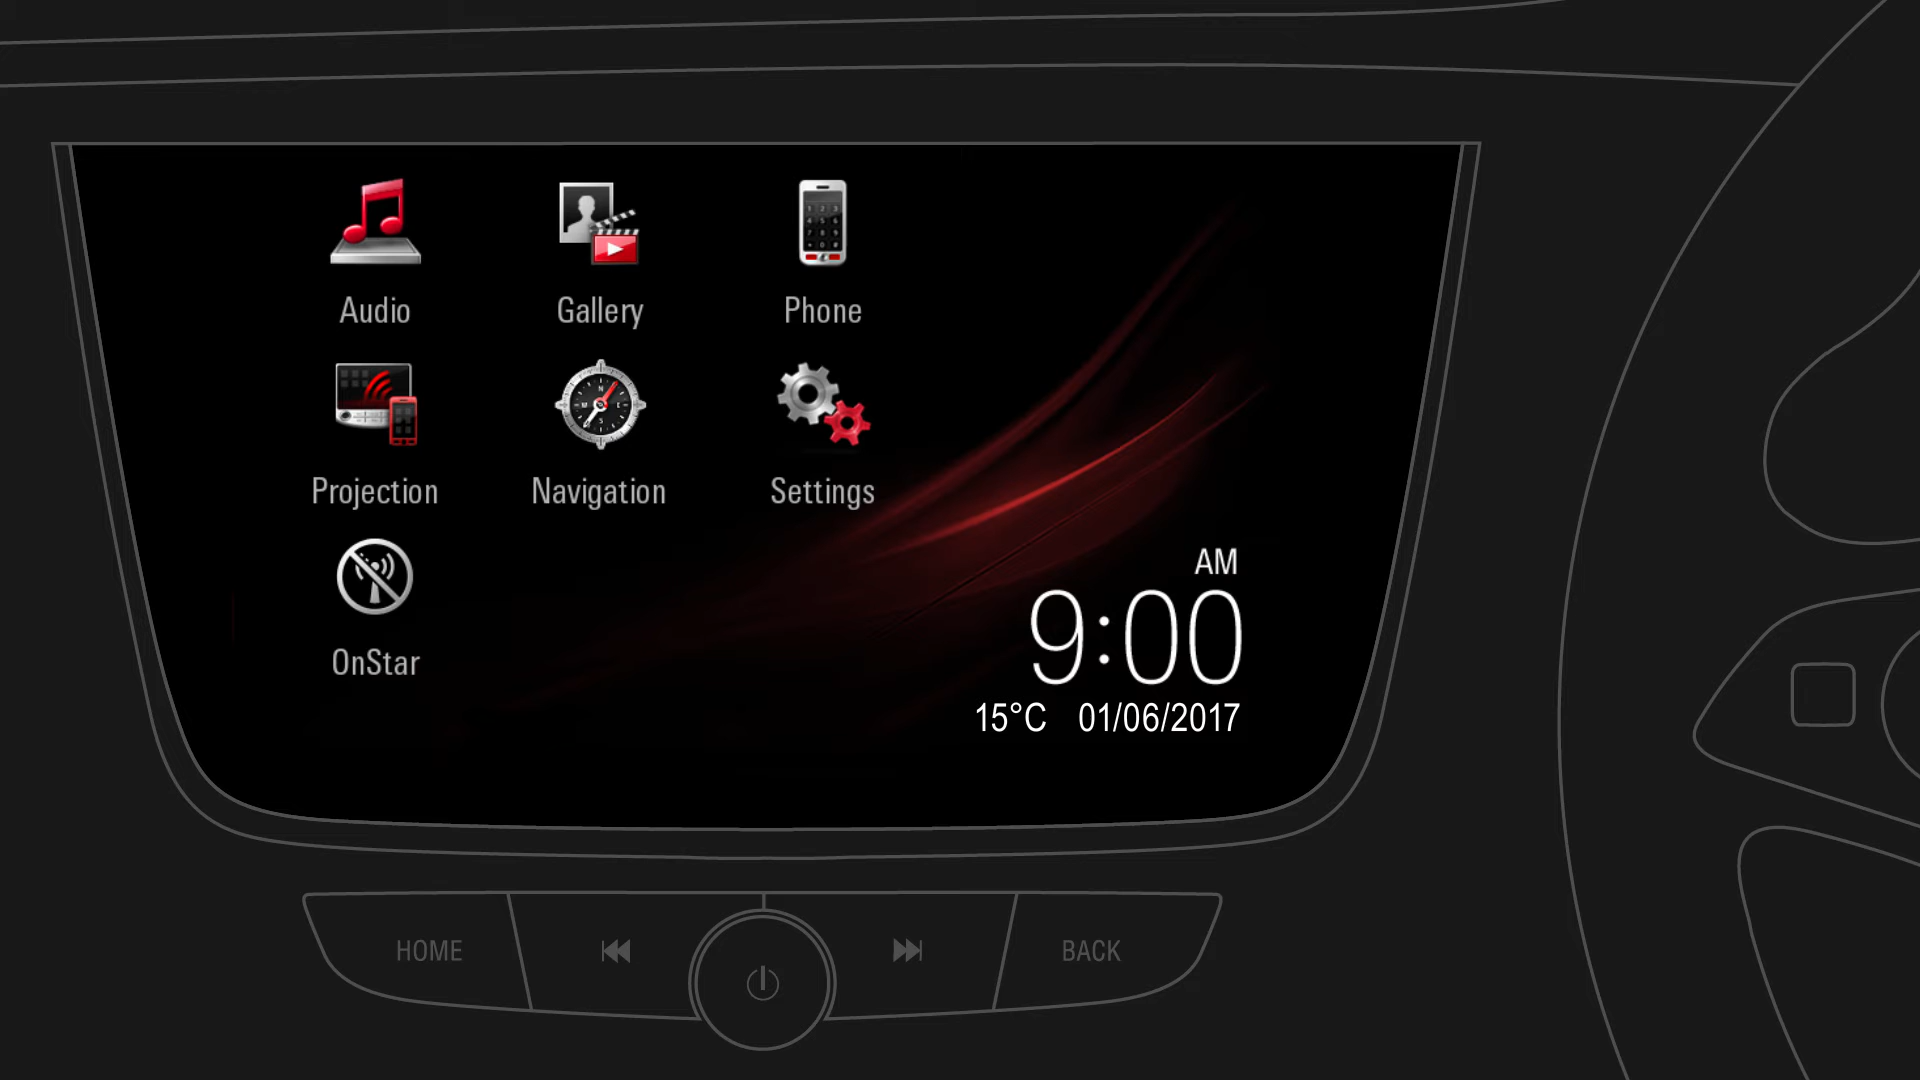 Audio
Gallery
Phone
Projection
Navigation
Settings
OnStar
AM
9:00
15°C 01/06/2017
HOME
BACK